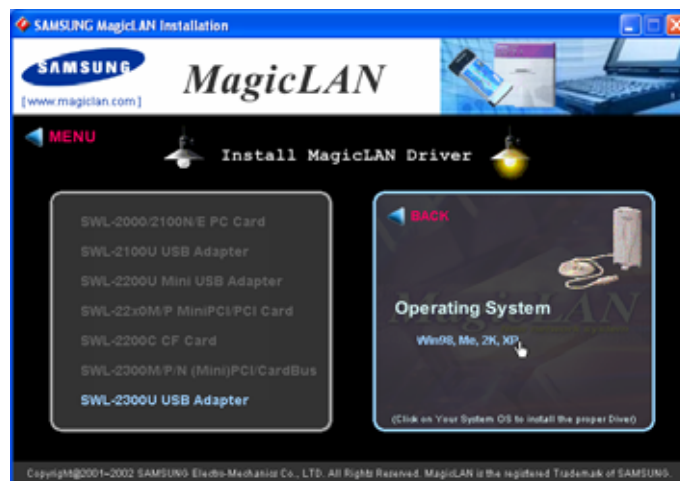 SAMSUNG MagicLAN Installation
SAMSUNG
[www.magiclan.com]
MagicLAN
MENU
Install MagicLAN Driver
SWL-2000/2100N/E PC Card
SWL-2100U USB Adapter
SWL-2200U Mini USB Adapter
SWL-22x0M/P MiniPCI/PCI Card
SWL-2200C CF Card
SWL-2300M/P/N (Mini)PCI/CardBus
SWL-2300U USB Adapter
BACK
MagicLAN
Operating System
Win98, Me, 2K, XP
(Click on Your System OS to install the proper Diver)
Copyright@2001~2002 SAMSUNG Electro-Mechanics Co., LTD. All Rights Reserved. MagicLAN is the registered Trademark of SAMSUNG.